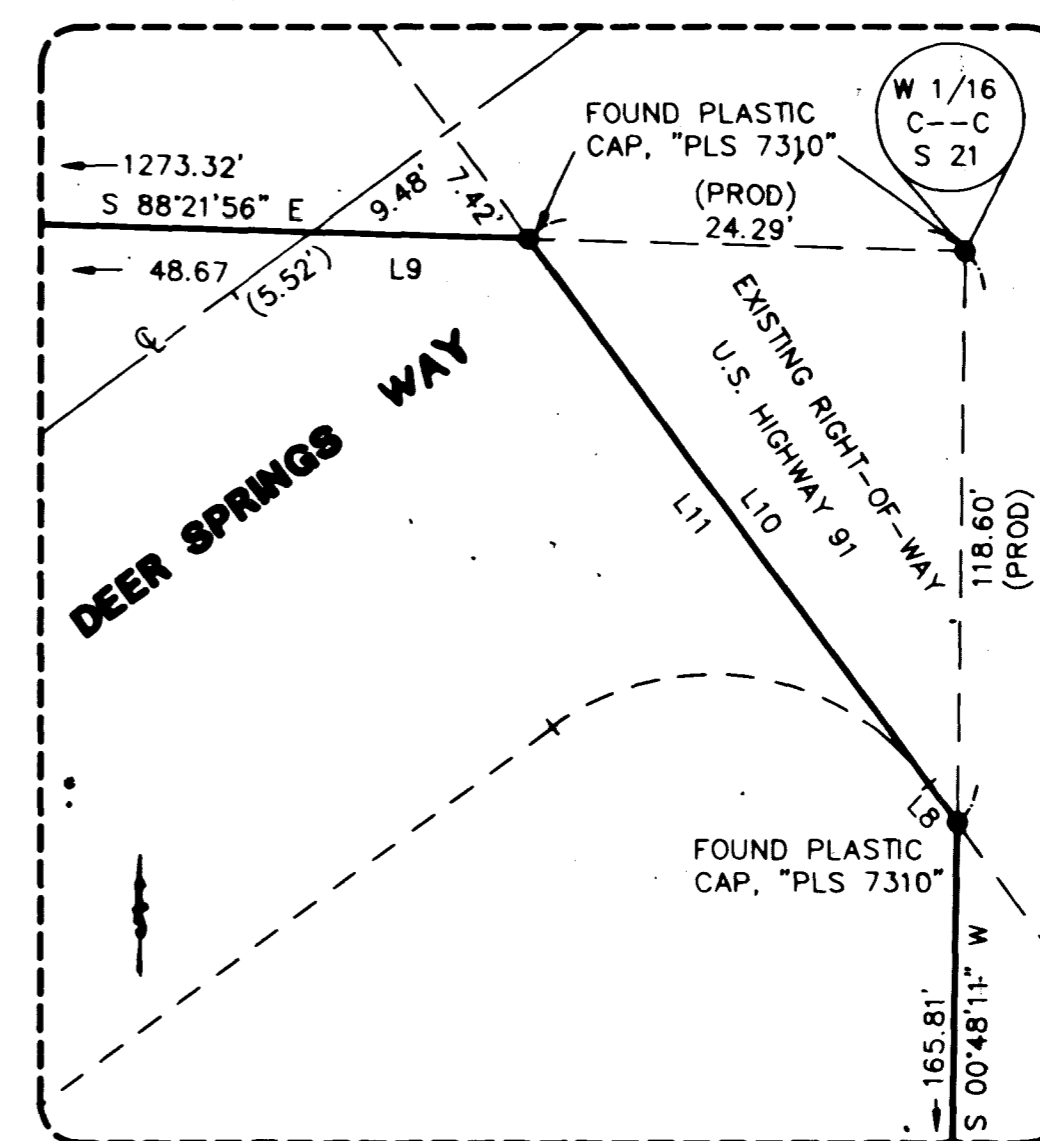 W 1/16
C--C
S 21
FOUND PLASTIC
CAP, "PLS 7310"
(PROD)
24.29'
1273.32'
S 88°21'56" E
9.48'
7.42'
48.67
'(5.52')
L9
℄
DEER SPRINGS WAY
EXISTING RIGHT-OF-WAY
U.S. HIGHWAY 91
L11
L10
118.60'
(PROD)
L8
FOUND PLASTIC
CAP, "PLS 7310"
165.81'
S 00°48'11" W